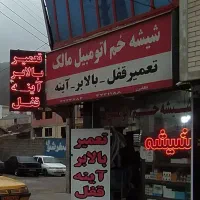 شیشه خم اتومبیل مالک
تعمیر قفل - بالابر - آینه
تعمیر
بالابر
آینه
قفل
شیشه
تعمیر
بالابر
آینه
قفل